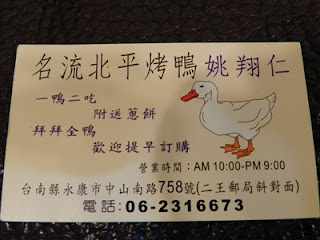 名流北平烤鴨姚翔仁
一鴨二吃
附送蔥餅
拜拜全鴨
歡迎提早訂購
營業時間：AM 10:00-PM 9:00
台南縣永康市中山南路758號(二王郵局斜對面)
電話：06-2316673